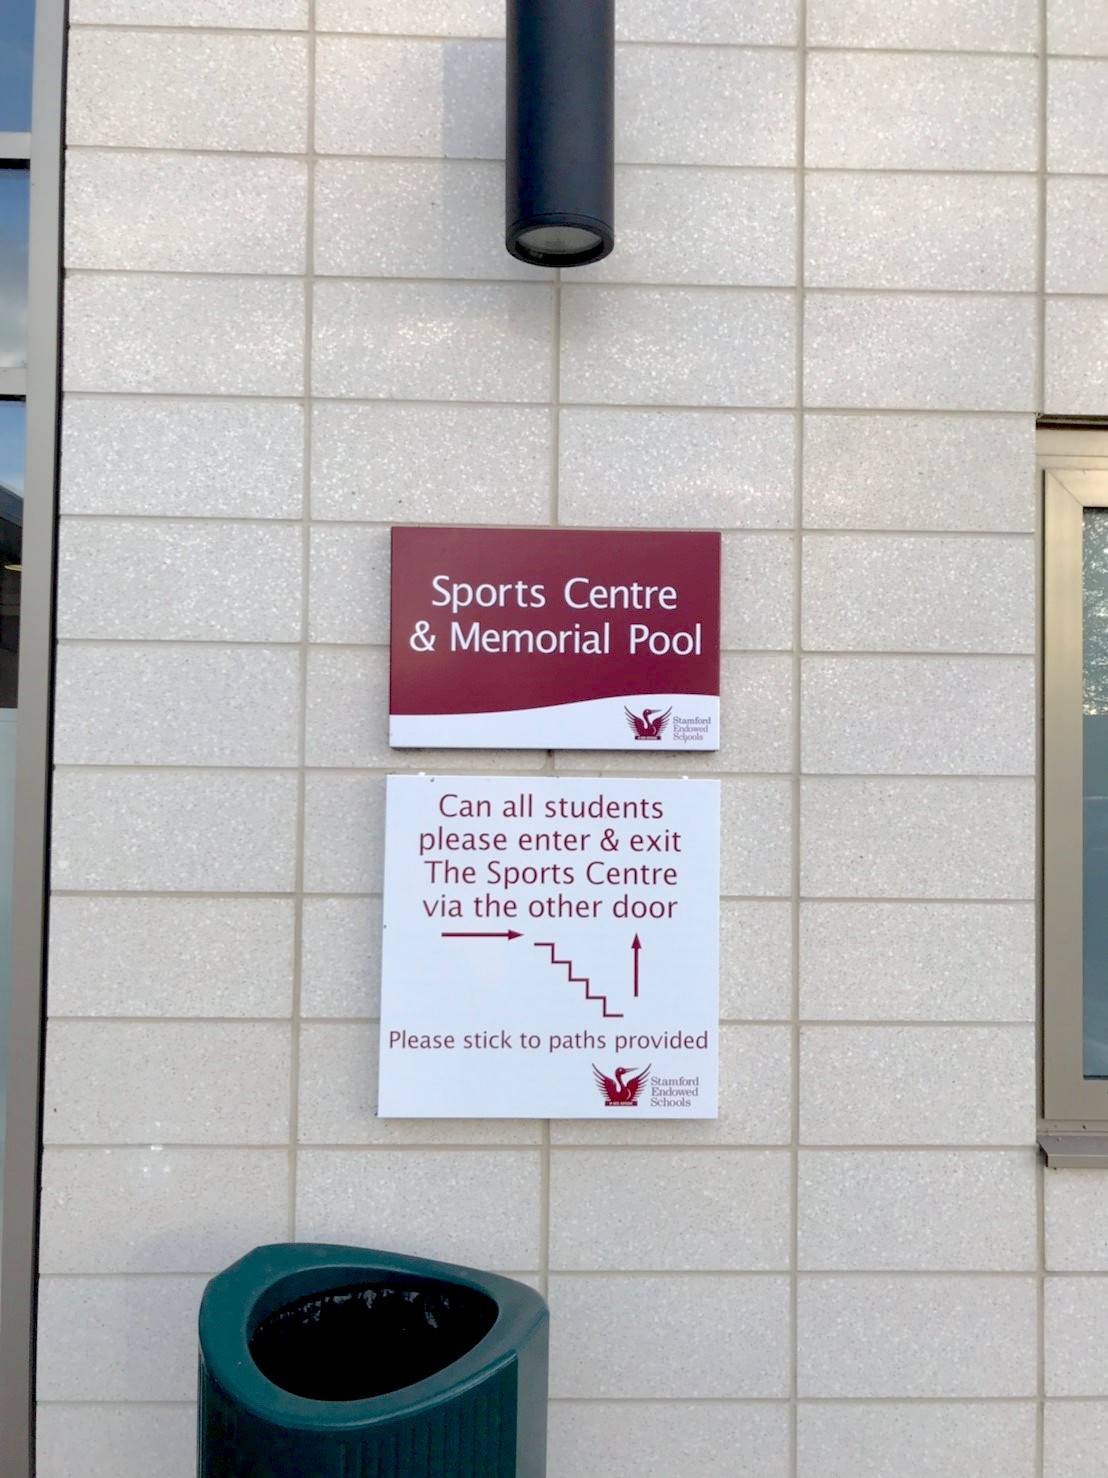 Sports Centre
& Memorial Pool
Stamford
Endowed
Schools
Can all students
please enter & exit
The Sports Centre
via the other door
Please stick to paths provided
Stamford
Endowed
Schools